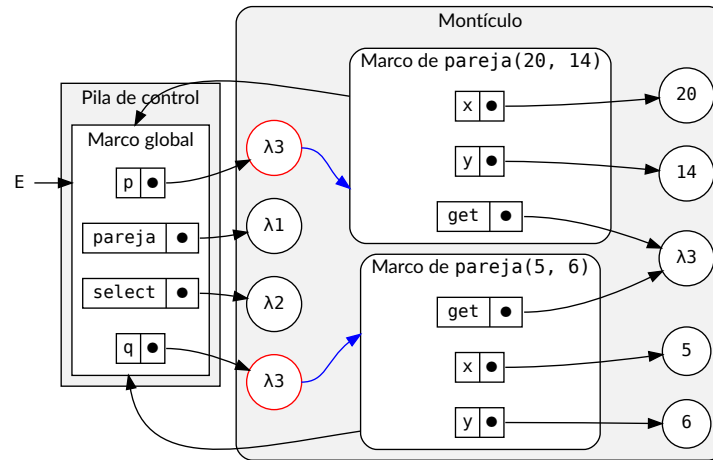 Montículo
Marco de pareja(20, 14)
x
20
y
14
get
λ3
Pila de control
Marco global
E
p
λ3
pareja
λ1
select
λ2
q
λ3
Marco de pareja(5, 6)
get
x
5
y
6